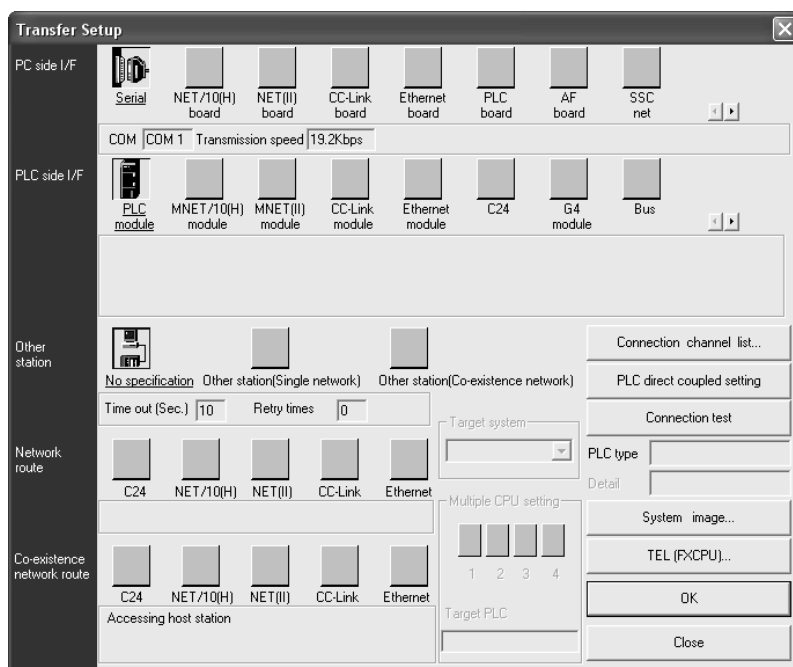 Transfer Setup
PC side I/F
Serial
NET/10(H)
board
NET(II)
board
CC-Link
board
Ethernet
board
PLC
board
AF
board
SSC
net
COM COM 1 Transmission speed 19.2Kbps
PLC side I/F
PLC
module
MNET/10(H)
module
MNET(II)
module
CC-Link
module
Ethernet
module
C24
G4
module
Bus
Other
station
No specification Other station(Single network) Other station(Co-existence network)
Time out (Sec.) 10 Retry times 0
Connection channel list...
PLC direct coupled setting
Connection test
PLC type
Detail
System image...
TEL (FXCPU)...
OK
Close
Target system
Multiple CPU setting
1 2 3 4
Target PLC
Network
route
C24 NET/10(H) NET(II) CC-Link Ethernet
Co-existence
network route
C24 NET/10(H) NET(II) CC-Link Ethernet
Accessing host station